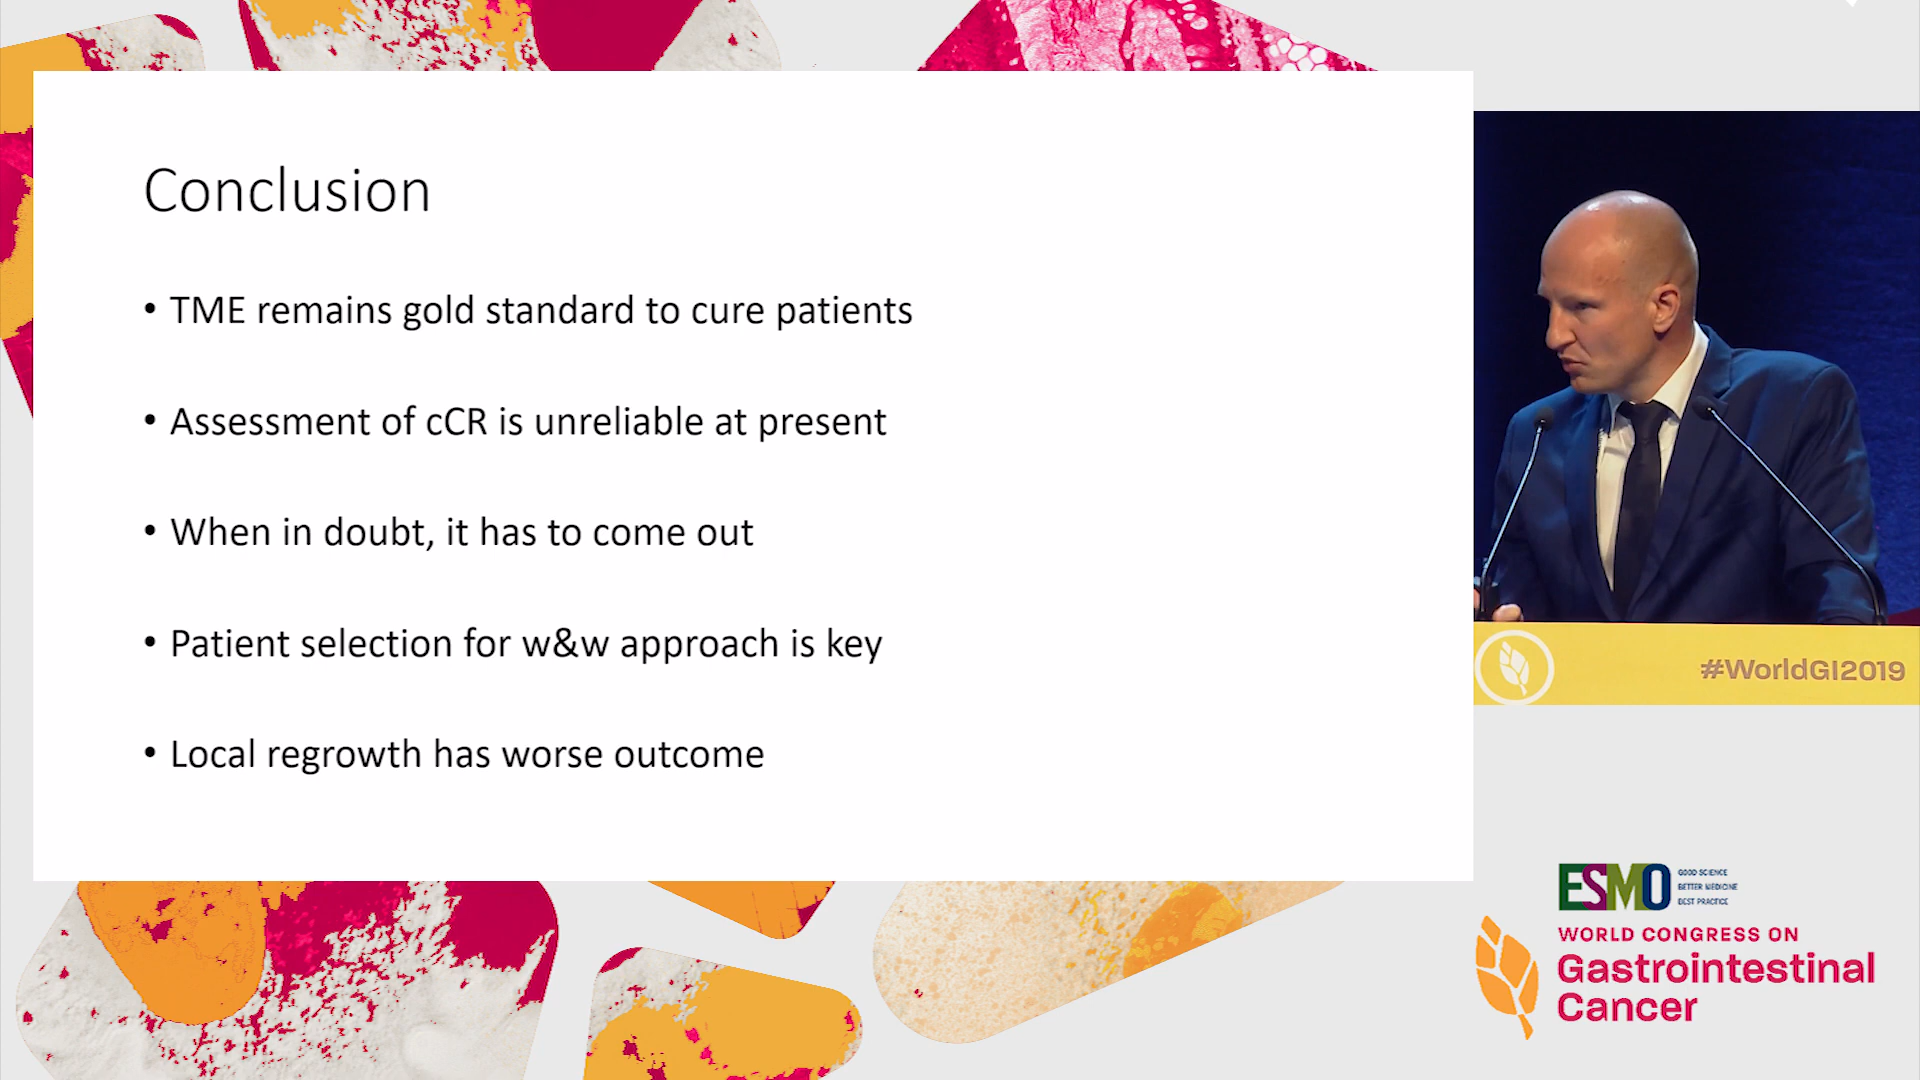 Conclusion
• TME remains gold standard to cure patients
• Assessment of cCR is unreliable at present
• When in doubt, it has to come out
• Patient selection for w&w approach is key
• Local regrowth has worse outcome
#WorldGI2019
ESMO
GOOD SCIENCE
BETTER MEDICINE
BEST PRACTICE
WORLD CONGRESS ON
Gastrointestinal
Cancer